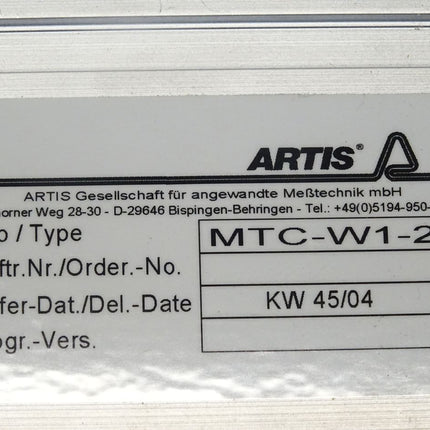 ARTIS®
ARTIS Gesellschaft für angewandte Meßtechnik mbH
horner Weg 28-30 - D-29646 Bispingen-Behringen - Tel.: +49(0)5194-950-
p / Type MTC-W1-2
ftr.Nr./Order.-No.
fer-Dat./Del.-Date KW 45/04
ogr.-Vers.